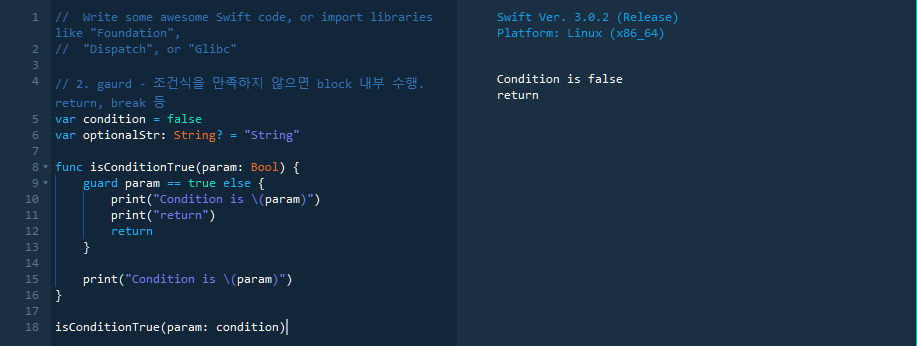 1 //  Write some awesome Swift code, or import libraries
like "Foundation",
2 //  "Dispatch", or "Glibc"
3
4 // 2. gaurd - 조건식을 만족하지 않으면 block 내부 수행.
return, break 등
5 var condition = false
6 var optionalStr: String? = "String"
7
8 func isConditionTrue(param: Bool) {
9     guard param == true else {
10         print("Condition is \(param)")
11         print("return")
12         return
13     }
14
15     print("Condition is \(param)")
16 }
17
18 isConditionTrue(param: condition)
Swift Ver. 3.0.2 (Release)
Platform: Linux (x86_64)
Condition is false
return